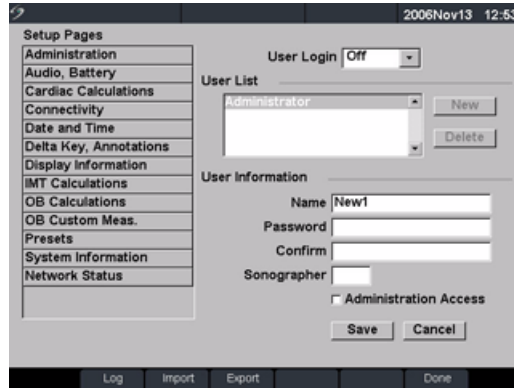 2006Nov13 12:53
Setup Pages
Administration
Audio, Battery
Cardiac Calculations
Connectivity
Date and Time
Delta Key, Annotations
Display Information
IMT Calculations
OB Calculations
OB Custom Meas.
Presets
System Information
Network Status
User Login Off
User List
Administrator
New
Delete
User Information
Name New1
Password
Confirm
Sonographer
Administration Access
Save Cancel
Log Import Export Done